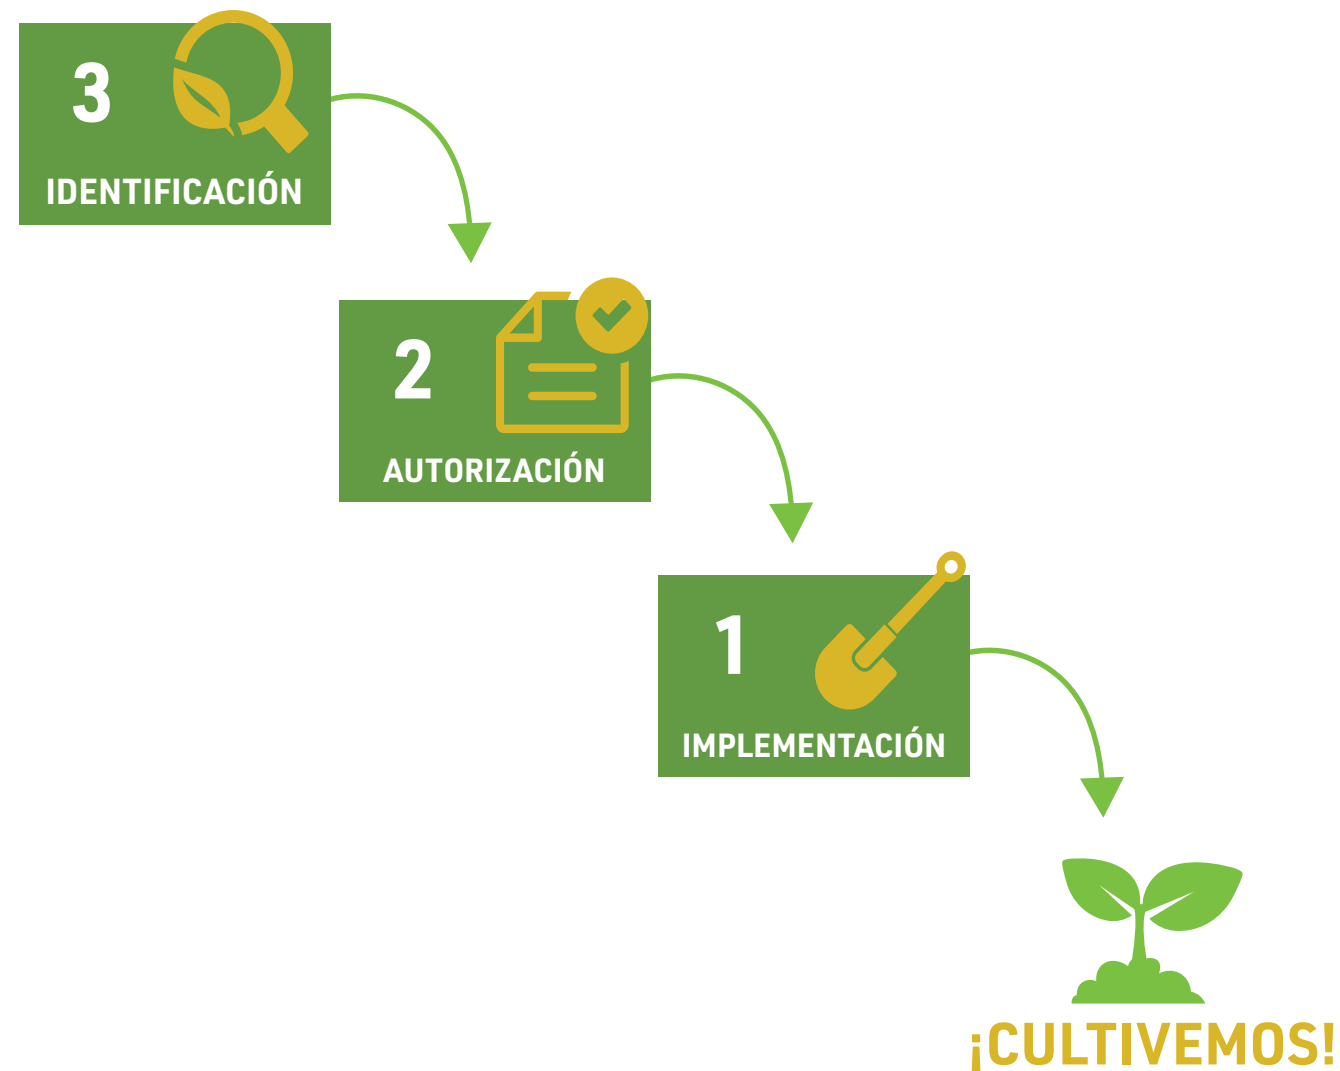 3
IDENTIFICACIÓN
2
AUTORIZACIÓN
1
IMPLEMENTACIÓN
¡CULTIVEMOS!